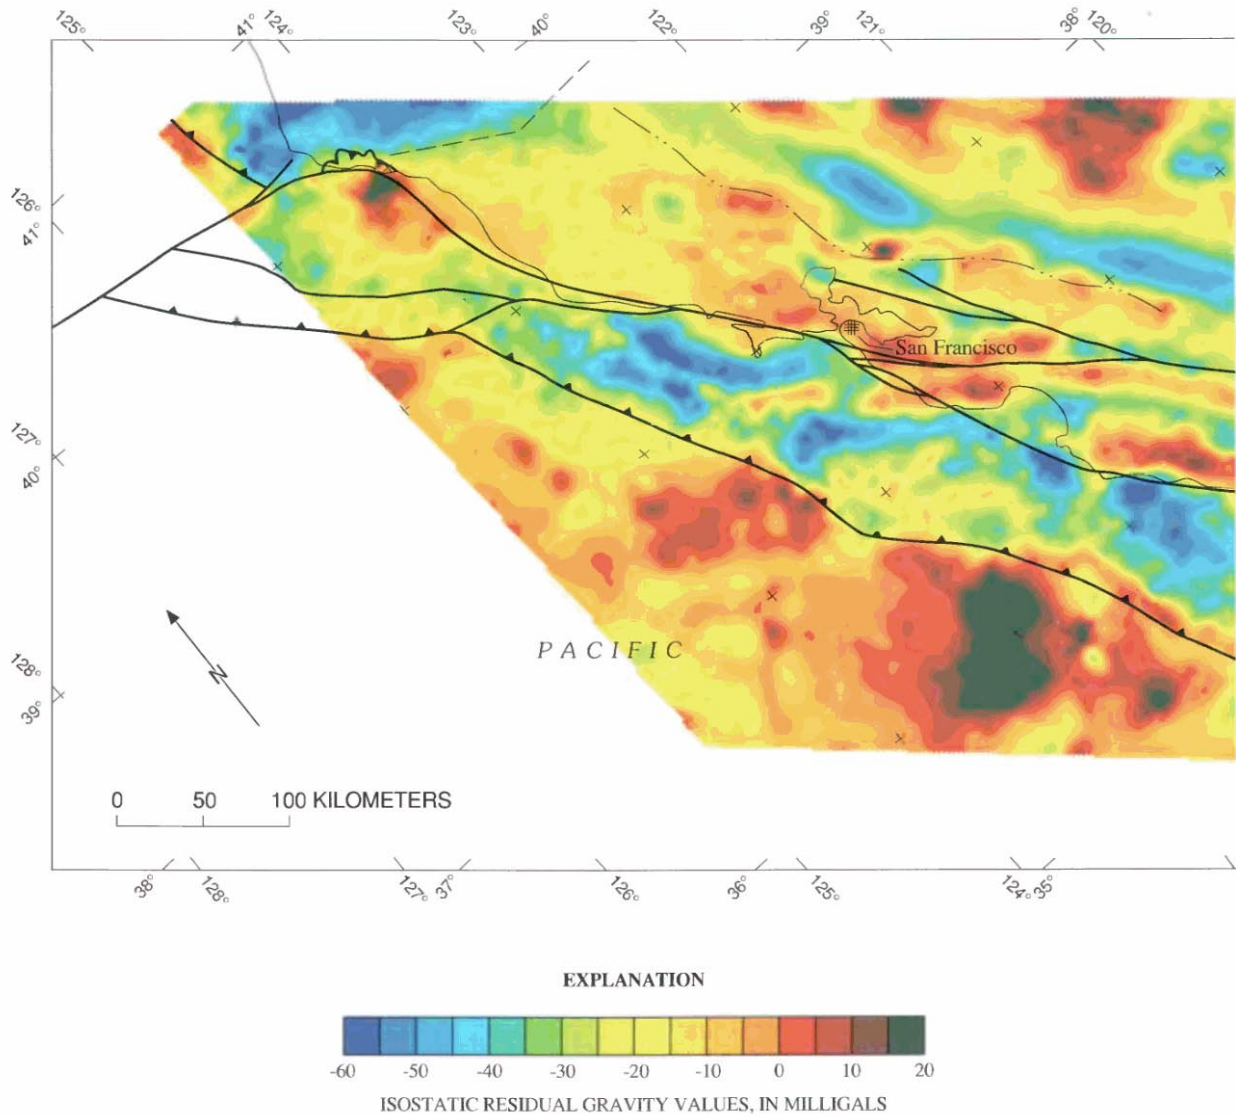 125° 41° 124° 123° 40° 122° 39° 121° 38° 120°
126°
41°
San Francisco
127°
40°
PACIFIC
128°
N
39°
0 50 100 KILOMETERS
38° 128° 127° 37° 126° 36° 125° 124° 35°
EXPLANATION
-60 -50 -40 -30 -20 -10 0 10 20
ISOSTATIC RESIDUAL GRAVITY VALUES, IN MILLIGALS